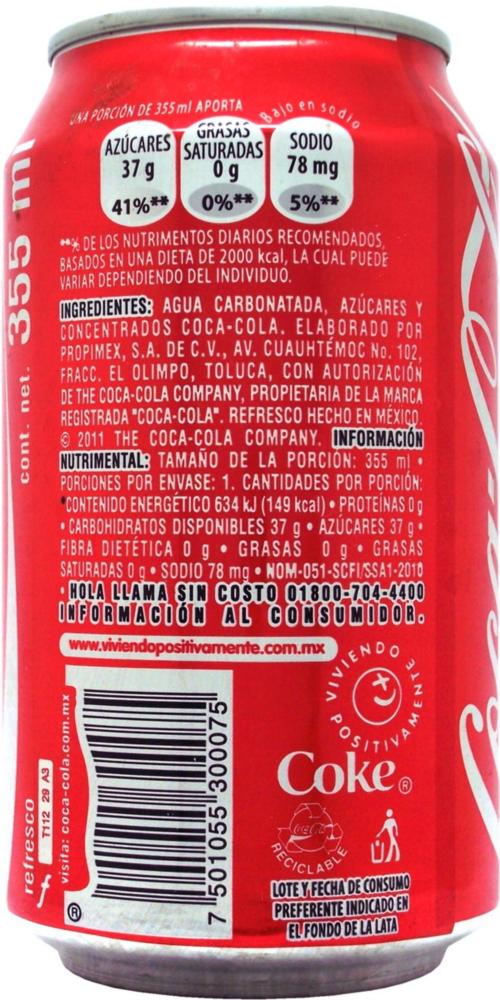 UNA PORCIÓN DE 355 ml APORTA
Bajo en sodio
AZÚCARES
37 g
41%**
GRASAS
SATURADAS
0 g
0%**
SODIO
78 mg
5%**
**% DE LOS NUTRIMENTOS DIARIOS RECOMENDADOS,
BASADOS EN UNA DIETA DE 2000 kcal, LA CUAL PUEDE
VARIAR DEPENDIENDO DEL INDIVIDUO.
INGREDIENTES: AGUA CARBONATADA, AZÚCARES Y
CONCENTRADOS COCA-COLA. ELABORADO POR
PROPIMEX, S.A. DE C.V., AV. CUAUHTÉMOC No. 102,
FRACC. EL OLIMPO, TOLUCA, CON AUTORIZACIÓN
DE THE COCA-COLA COMPANY, PROPIETARIA DE LA MARCA
REGISTRADA "COCA-COLA". REFRESCO HECHO EN MÉXICO.
© 2011 THE COCA-COLA COMPANY. INFORMACIÓN
NUTRIMENTAL: TAMAÑO DE LA PORCIÓN: 355 ml •
PORCIONES POR ENVASE: 1. CANTIDADES POR PORCIÓN:
•CONTENIDO ENERGÉTICO 634 kJ (149 kcal) • PROTEÍNAS 0 g
• CARBOHIDRATOS DISPONIBLES 37 g • AZÚCARES 37 g •
FIBRA DIETÉTICA 0 g • GRASAS 0 g • GRASAS
SATURADAS 0 g • SODIO 78 mg • NOM-051-SCFI/SSA1-2010
• HOLA LLAMA SIN COSTO 01800-704-4400
INFORMACIÓN AL CONSUMIDOR.
www.viviendopositivamente.com.mx
VIVIENDO POSITIVAMENTE
Coke®
RECICLABLE
LOTE Y FECHA DE CONSUMO
PREFERENTE INDICADO EN
EL FONDO DE LA LATA
7 501055 300075
®
visita: coca-cola.com.mx
T112 29 A3
refresco
cont. net. 355 ml